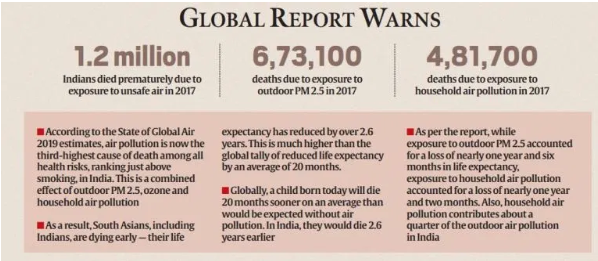 GLOBAL REPORT WARNS
1.2 million
Indians died prematurely due to
exposure to unsafe air in 2017
6,73,100
deaths due to exposure to
outdoor PM 2.5 in 2017
4,81,700
deaths due to exposure to
household air pollution in 2017
■ According to the State of Global Air
2019 estimates, air pollution is now the
third-highest cause of death among all
health risks, ranking just above
smoking, in India. This is a combined
effect of outdoor PM 2.5, ozone and
household air pollution
■ As a result, South Asians, including
Indians, are dying early — their life
expectancy has reduced by over 2.6
years. This is much higher than the
global tally of reduced life expectancy
by an average of 20 months.
■ Globally, a child born today will die
20 months sooner on an average than
would be expected without air
pollution. In India, they would die 2.6
years earlier
■ As per the report, while
exposure to outdoor PM 2.5 accounted
for a loss of nearly one year and six
months in life expectancy,
exposure to household air pollution
accounted for a loss of nearly one year
and two months. Also, household air
pollution contributes about a
quarter of the outdoor air pollution
in India